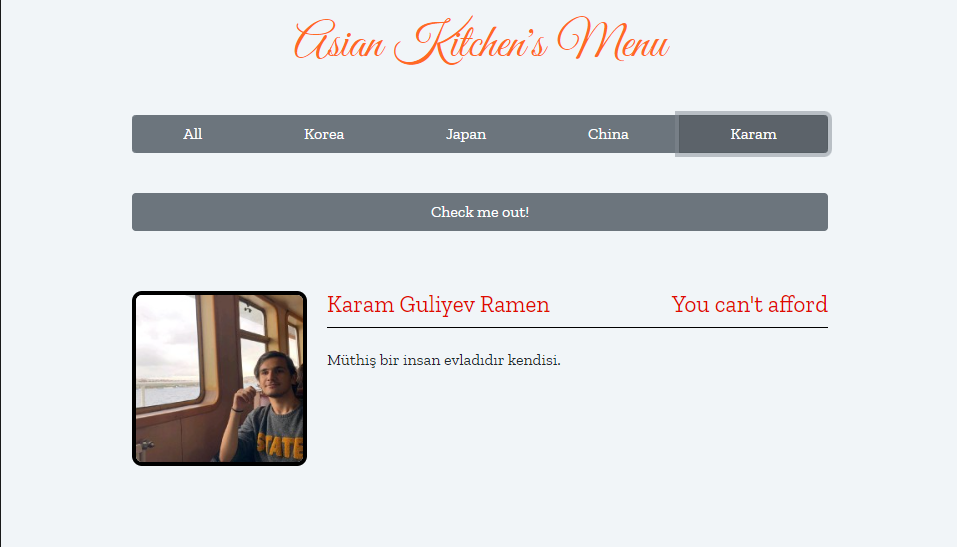 Asian Kitchen's Menu
All Korea Japan China Karam
Check me out!
Karam Guliyev Ramen You can't afford
Müthiş bir insan evladıdır kendisi.
STATE